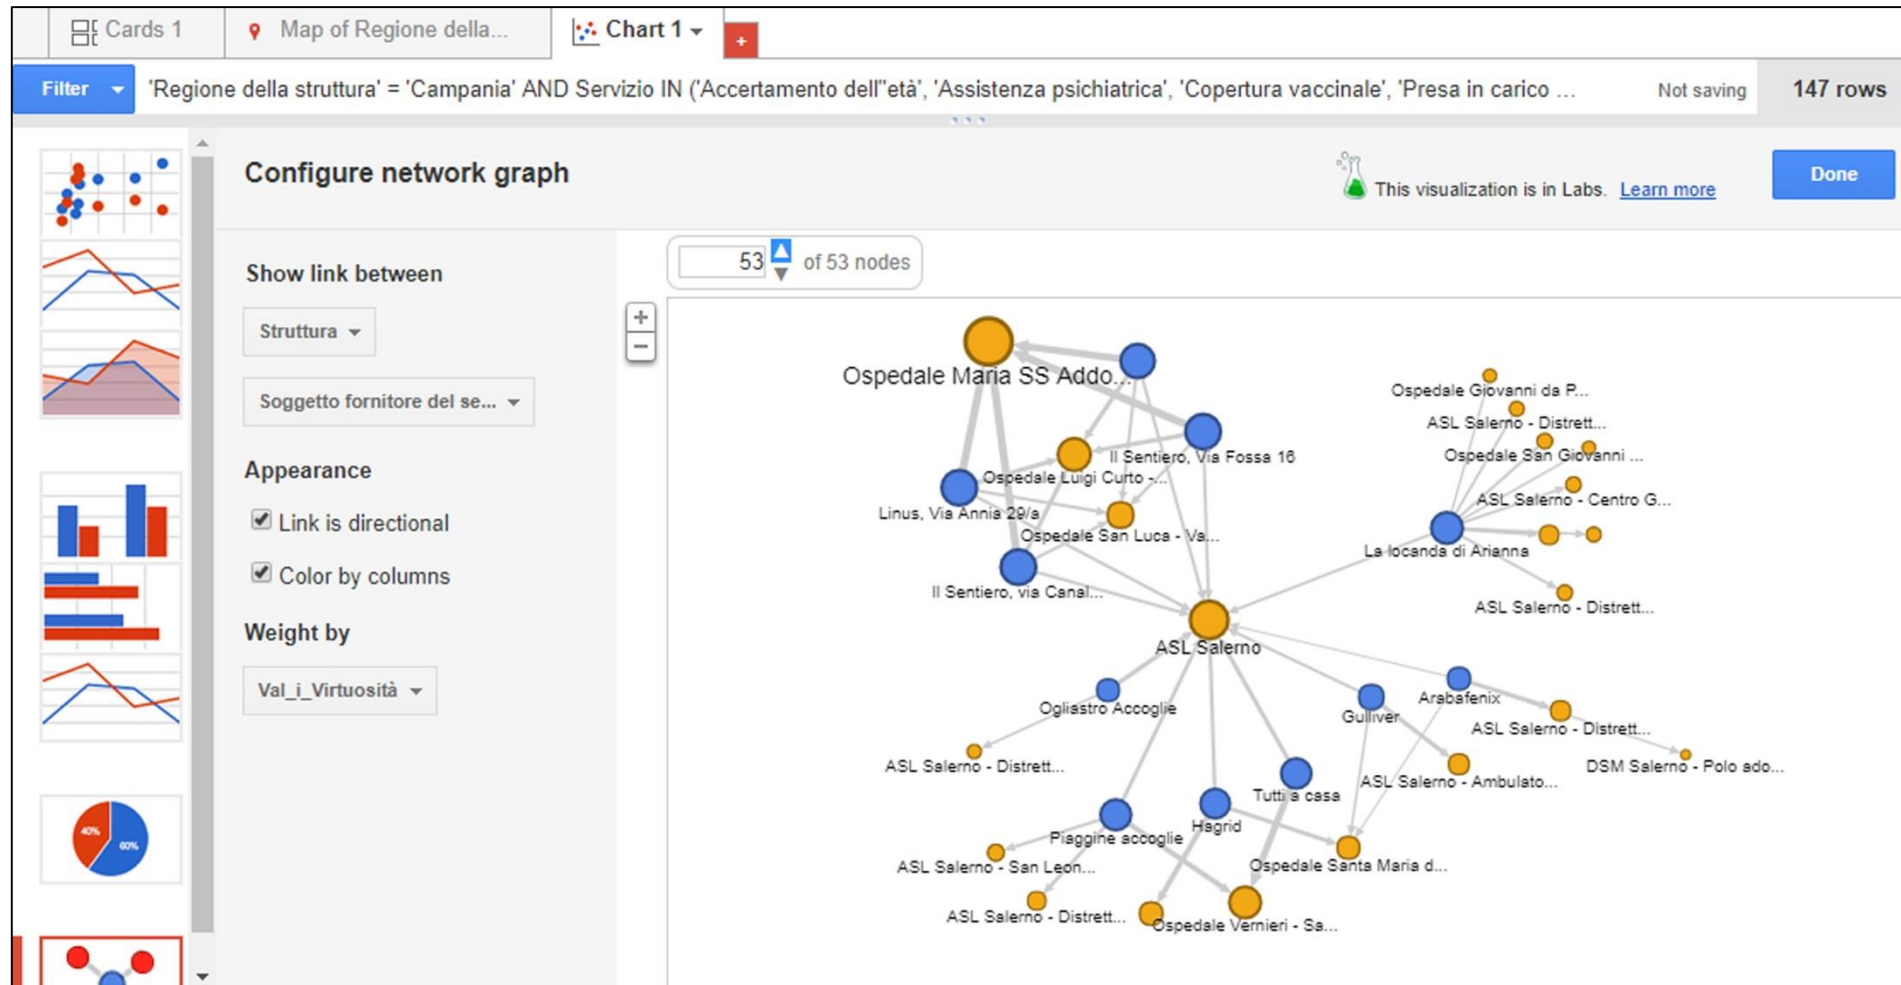 Cards 1
Map of Regione della...
Chart 1
+
Filter
'Regione della struttura' = 'Campania' AND Servizio IN ('Accertamento dell''età', 'Assistenza psichiatrica', 'Copertura vaccinale', 'Presa in carico ...
Not saving
147 rows
Configure network graph
This visualization is in Labs. Learn more
Done
Show link between
Struttura
Soggetto fornitore del se...
Appearance
Link is directional
Color by columns
Weight by
Val_i_Virtuosità
40%
60%
53 of 53 nodes
+
−
Ospedale Maria SS Addo...
Il Sentiero, Via Fossa 16
Ospedale Luigi Curto -...
Linus, Via Annia 29/a
Ospedale San Luca - Va...
Il Sentiero, via Canal...
Ospedale Giovanni da P...
ASL Salerno - Distrett...
Ospedale San Giovanni ...
ASL Salerno - Centro G...
La locanda di Arianna
ASL Salerno - Distrett...
ASL Salerno
Ogliastro Accoglie
Arabafenix
Gulliver
ASL Salerno - Distrett...
ASL Salerno - Distrett...
DSM Salerno - Polo ado...
ASL Salerno - Ambulato...
Tutti a casa
Hagrid
Piaggine accoglie
ASL Salerno - San Leon...
Ospedale Santa Maria d...
ASL Salerno - Distrett...
Ospedale Vernieri - Sa...